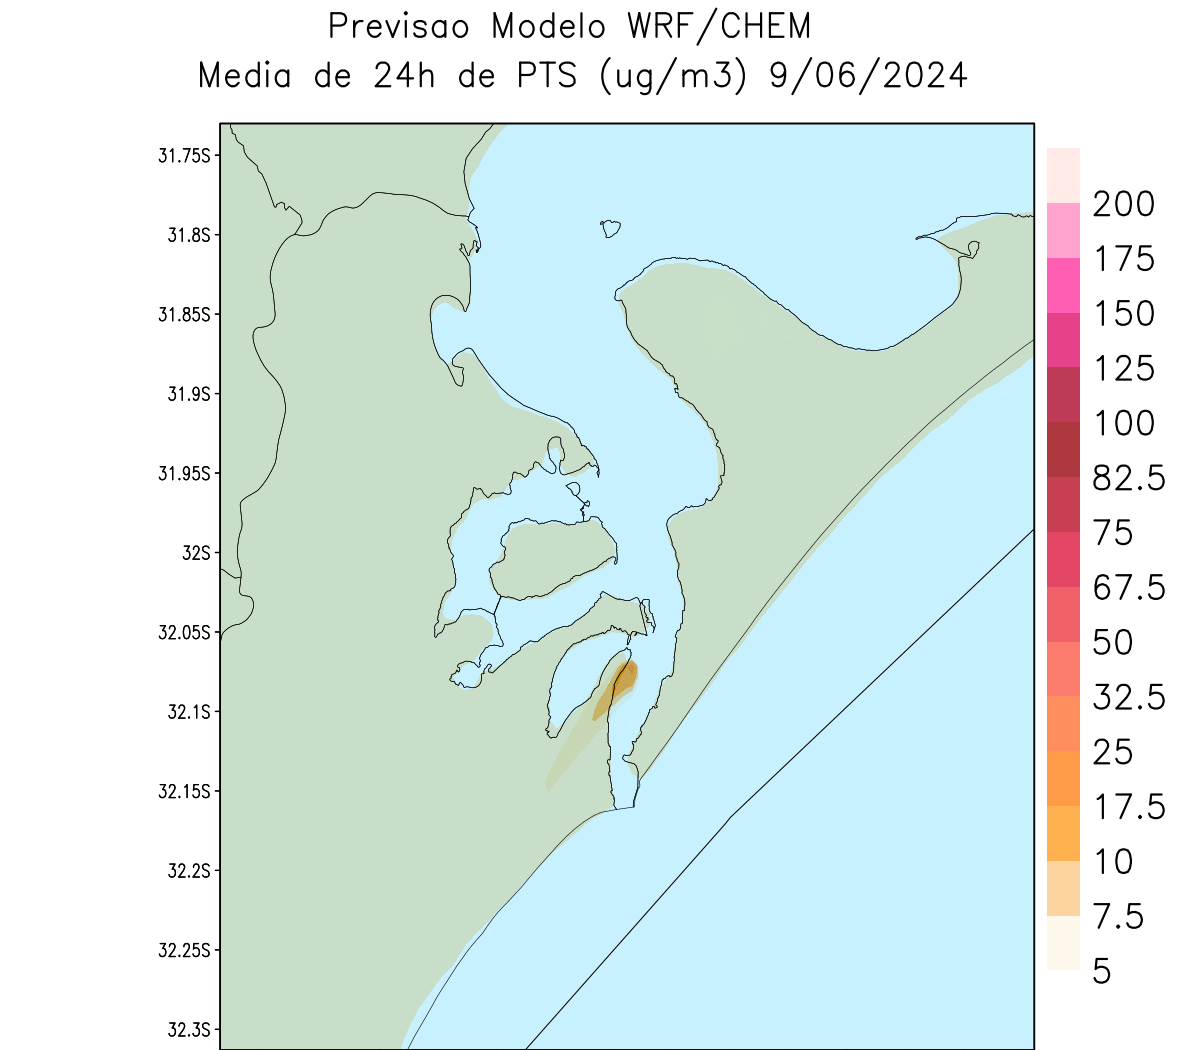 Previsao Modelo WRF/CHEM
Media de 24h de PTS (ug/m3) 9/06/2024
31.75S
31.8S
31.85S
31.9S
31.95S
32S
32.05S
32.1S
32.15S
32.2S
32.25S
32.3S
200
175
150
125
100
82.5
75
67.5
50
32.5
25
17.5
10
7.5
5